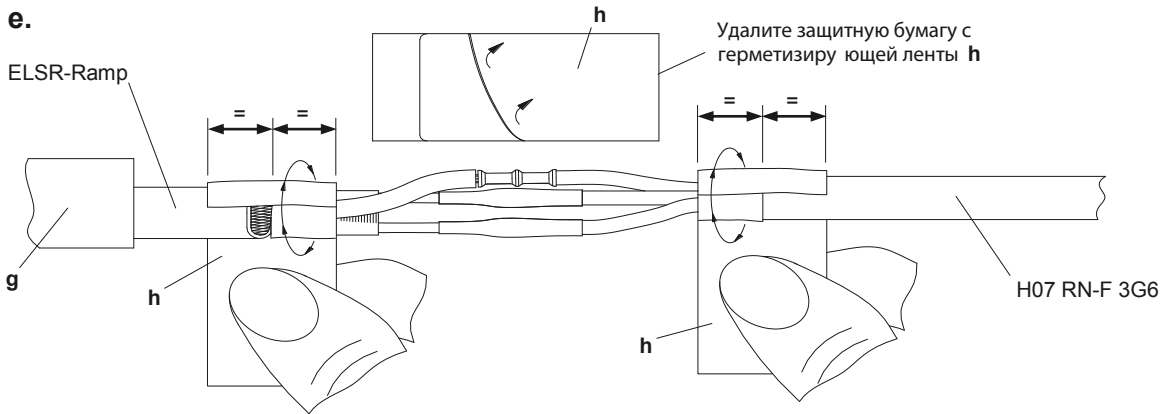 e.
h
Удалите защитную бумагу с
герметизиру ющей ленты h
ELSR-Ramp
= =
= =
g
h
h
H07 RN-F 3G6